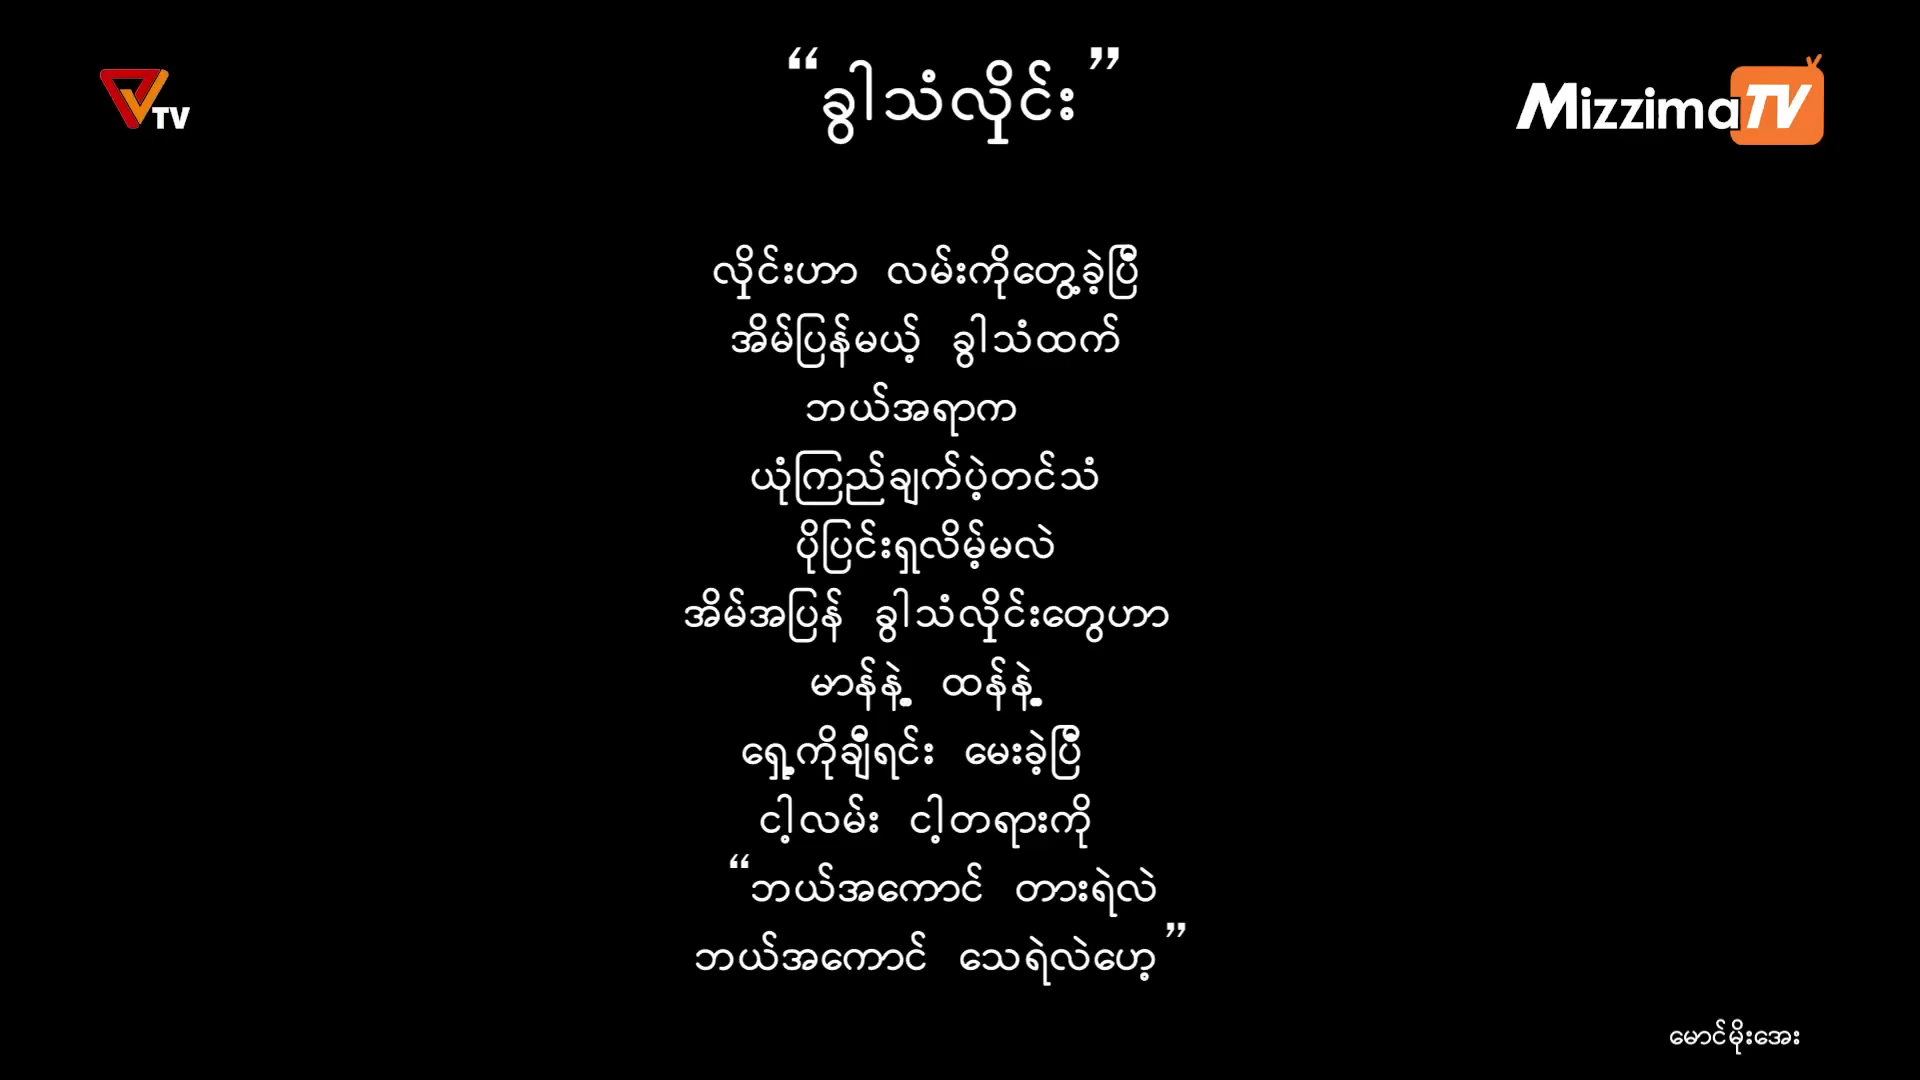 “ခွါသံလှိုင်း”
TV
MizzimaTV
လှိုင်းဟာ လမ်းကိုတွေ့ခဲ့ပြီ
အိမ်ပြန်မယ့် ခွါသံထက်
ဘယ်အရာက
ယုံကြည်ချက်ပဲ့တင်သံ
ပိုပြင်းရှလိမ့်မလဲ
အိမ်အပြန် ခွါသံလှိုင်းတွေဟာ
မာန်နဲ့ ထန်နဲ့
ရှေ့ကိုချီရင်း မေးခဲ့ပြီ
ငါ့လမ်း ငါ့တရားကို
“ဘယ်အကောင် တားရဲလဲ
ဘယ်အကောင် သေရဲလဲဟေ့”
မောင်မိုးအေး